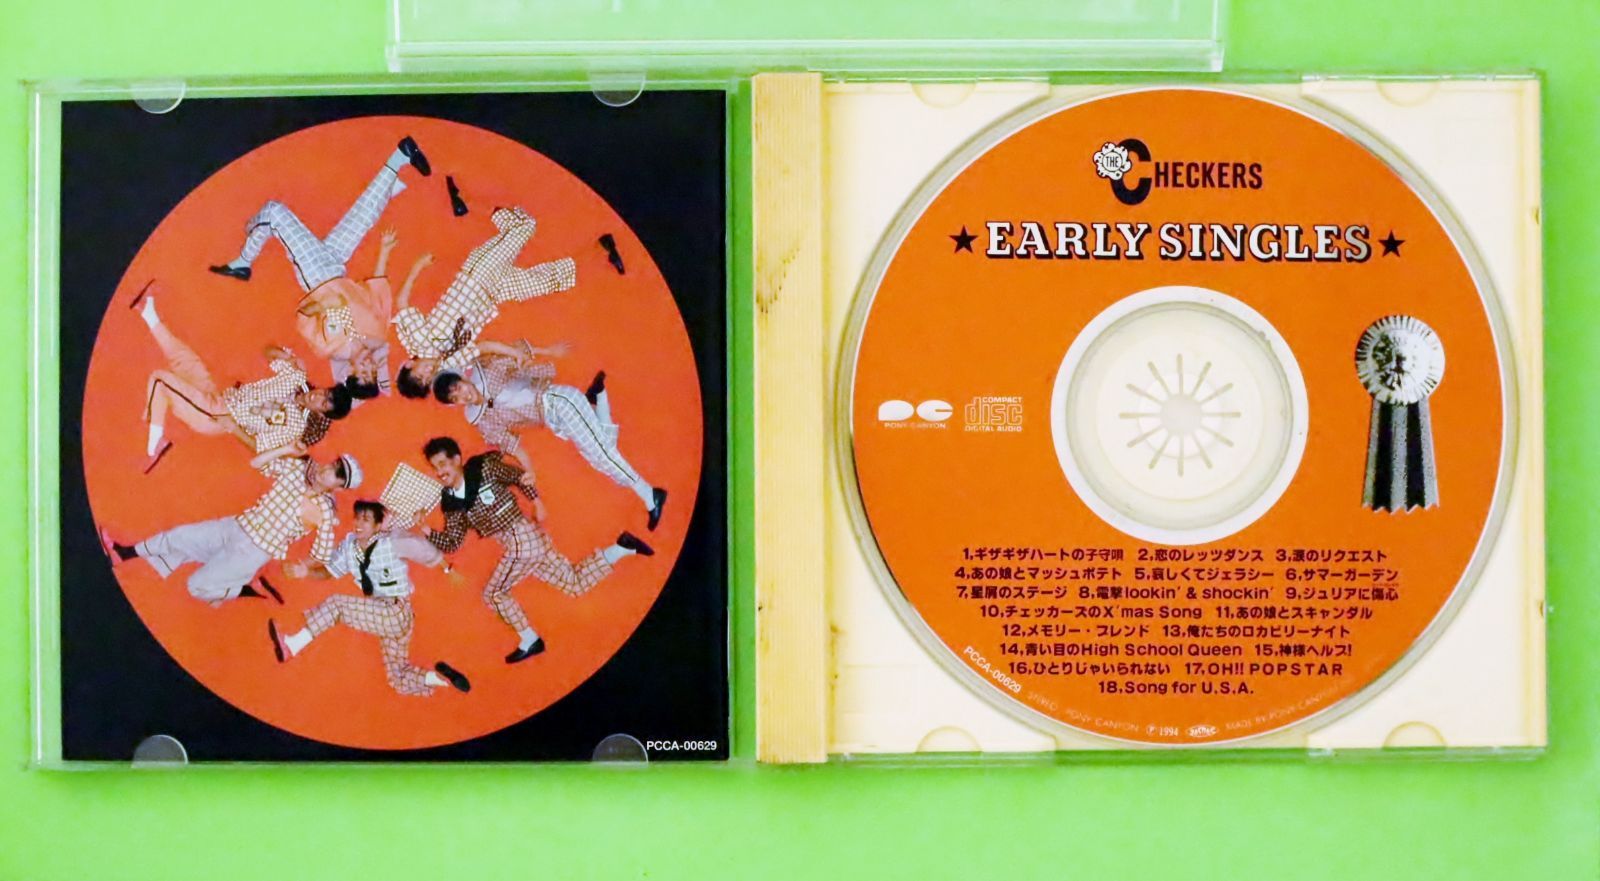 PCCA-00629
THE CHECKERS
★EARLY SINGLES★
PONY CANYON
COMPACT
disc
DIGITAL AUDIO
1,ギザギザハートの子守唄 2,恋のレッツダンス 3,涙のリクエスト
4,あの娘とマッシュポテト 5,哀しくてジェラシー 6,サマーガーデン
7,星屑のステージ 8,電撃lookin' & shockin' 9,ジュリアに傷心
10,チェッカーズのX'mas Song 11,あの娘とスキャンダル
12,メモリー・ブレンド 13,俺たちのロカビリーナイト
14,青い目のHigh School Queen 15,神様ヘルプ!
16,ひとりじゃいられない 17,OH!! POPSTAR
18,Song for U.S.A.
PCCA-00629 STEREO PONY CANYON Ⓟ 1994 MADE BY PONY CANYON